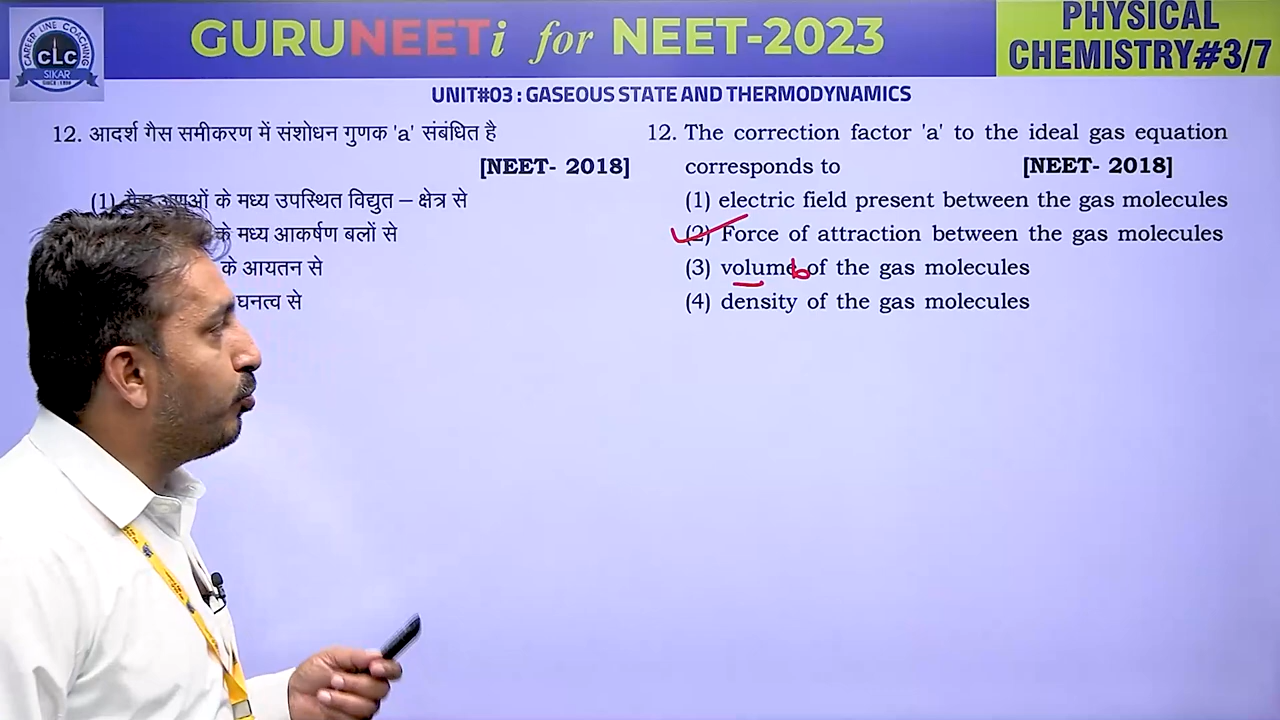 CAREER LINE COACHING
CLC
SIKAR
SINCE : 1996
GURUNEETi for NEET-2023
PHYSICAL
CHEMISTRY#3/7
UNIT#03 : GASEOUS STATE AND THERMODYNAMICS
12. आदर्श गैस समीकरण में संशोधन गुणक 'a' संबंधित है
[NEET- 2018]
(1) के मध्य उपस्थित विद्युत – क्षेत्र से
के मध्य आकर्षण बलों से
के आयतन से
घनत्व से
12. The correction factor 'a' to the ideal gas equation
corresponds to [NEET- 2018]
(1) electric field present between the gas molecules
(2) Force of attraction between the gas molecules
(3) volume b of the gas molecules
(4) density of the gas molecules